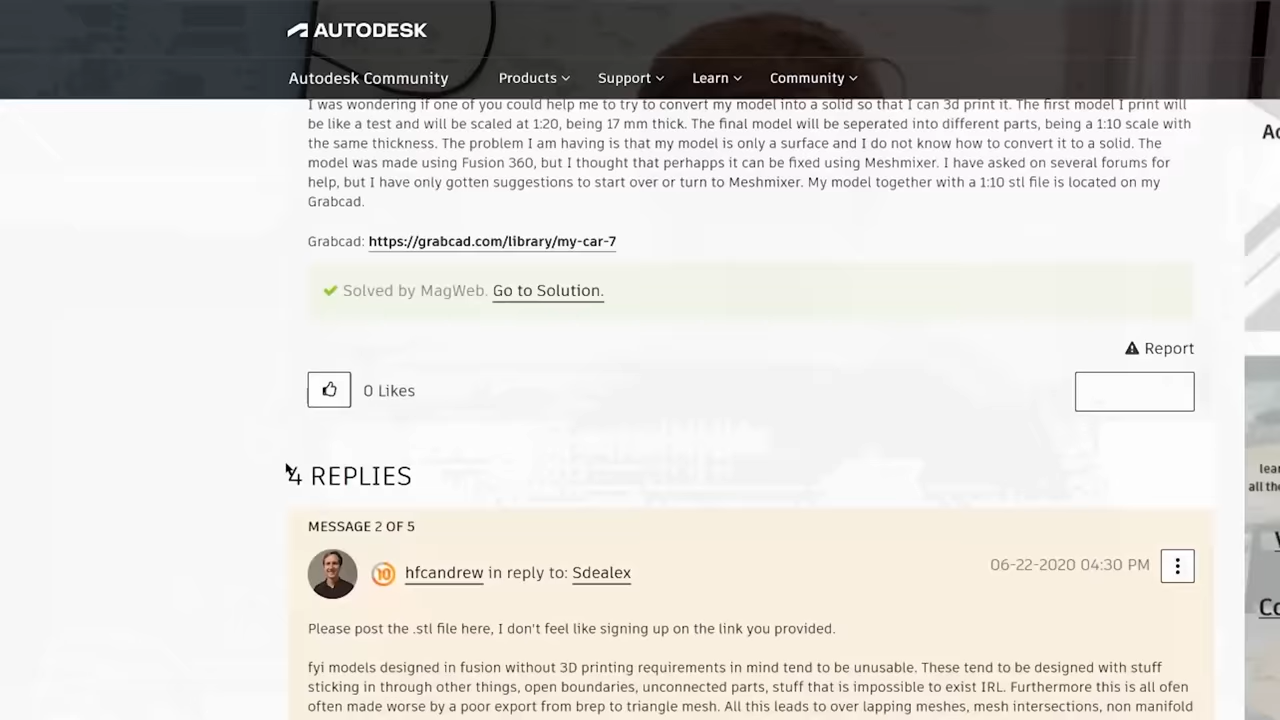 AUTODESK
Autodesk Community Products Support Learn Community
I was wondering if one of you could help me to try to convert my model into a solid so that I can 3d print it. The first model I print will
be like a test and will be scaled at 1:20, being 17 mm thick. The final model will be seperated into different parts, being a 1:10 scale with
the same thickness. The problem I am having is that my model is only a surface and I do not know how to convert it to a solid. The
model was made using Fusion 360, but I thought that perhapps it can be fixed using Meshmixer. I have asked on several forums for
help, but I have only gotten suggestions to start over or turn to Meshmixer. My model together with a 1:10 stl file is located on my
Grabcad.
Grabcad: https://grabcad.com/library/my-car-7
Solved by MagWeb. Go to Solution.
Report
0 Likes
4 REPLIES
MESSAGE 2 OF 5
hfcandrew in reply to: Sdealex
06-22-2020 04:30 PM
10
Please post the .stl file here, I don't feel like signing up on the link you provided.
fyi models designed in fusion without 3D printing requirements in mind tend to be unusable. These tend to be designed with stuff
sticking in through other things, open boundaries, unconnected parts, stuff that is impossible to exist IRL. Furthermore this is all ofen
often made worse by a poor export from brep to triangle mesh. All this leads to over lapping meshes, mesh intersections, non manifold